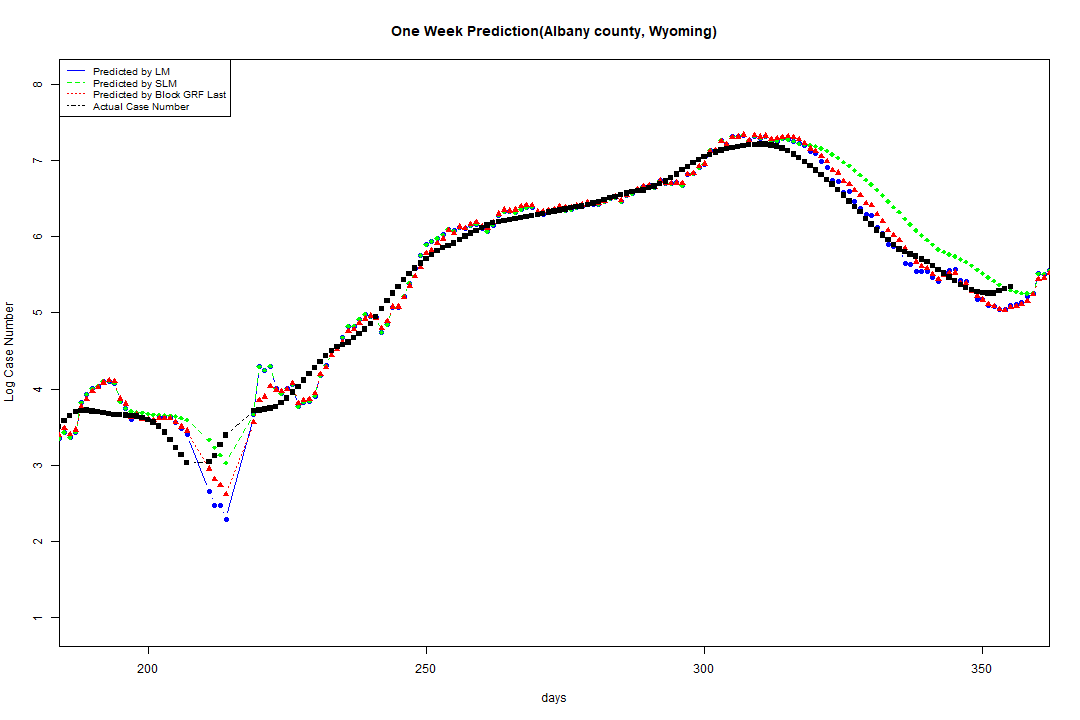 One Week Prediction(Albany county, Wyoming)
Predicted by LM
Predicted by SLM
Predicted by Block GRF Last
Actual Case Number
Log Case Number
8
7
6
5
4
3
2
1
200 250 300 350
days